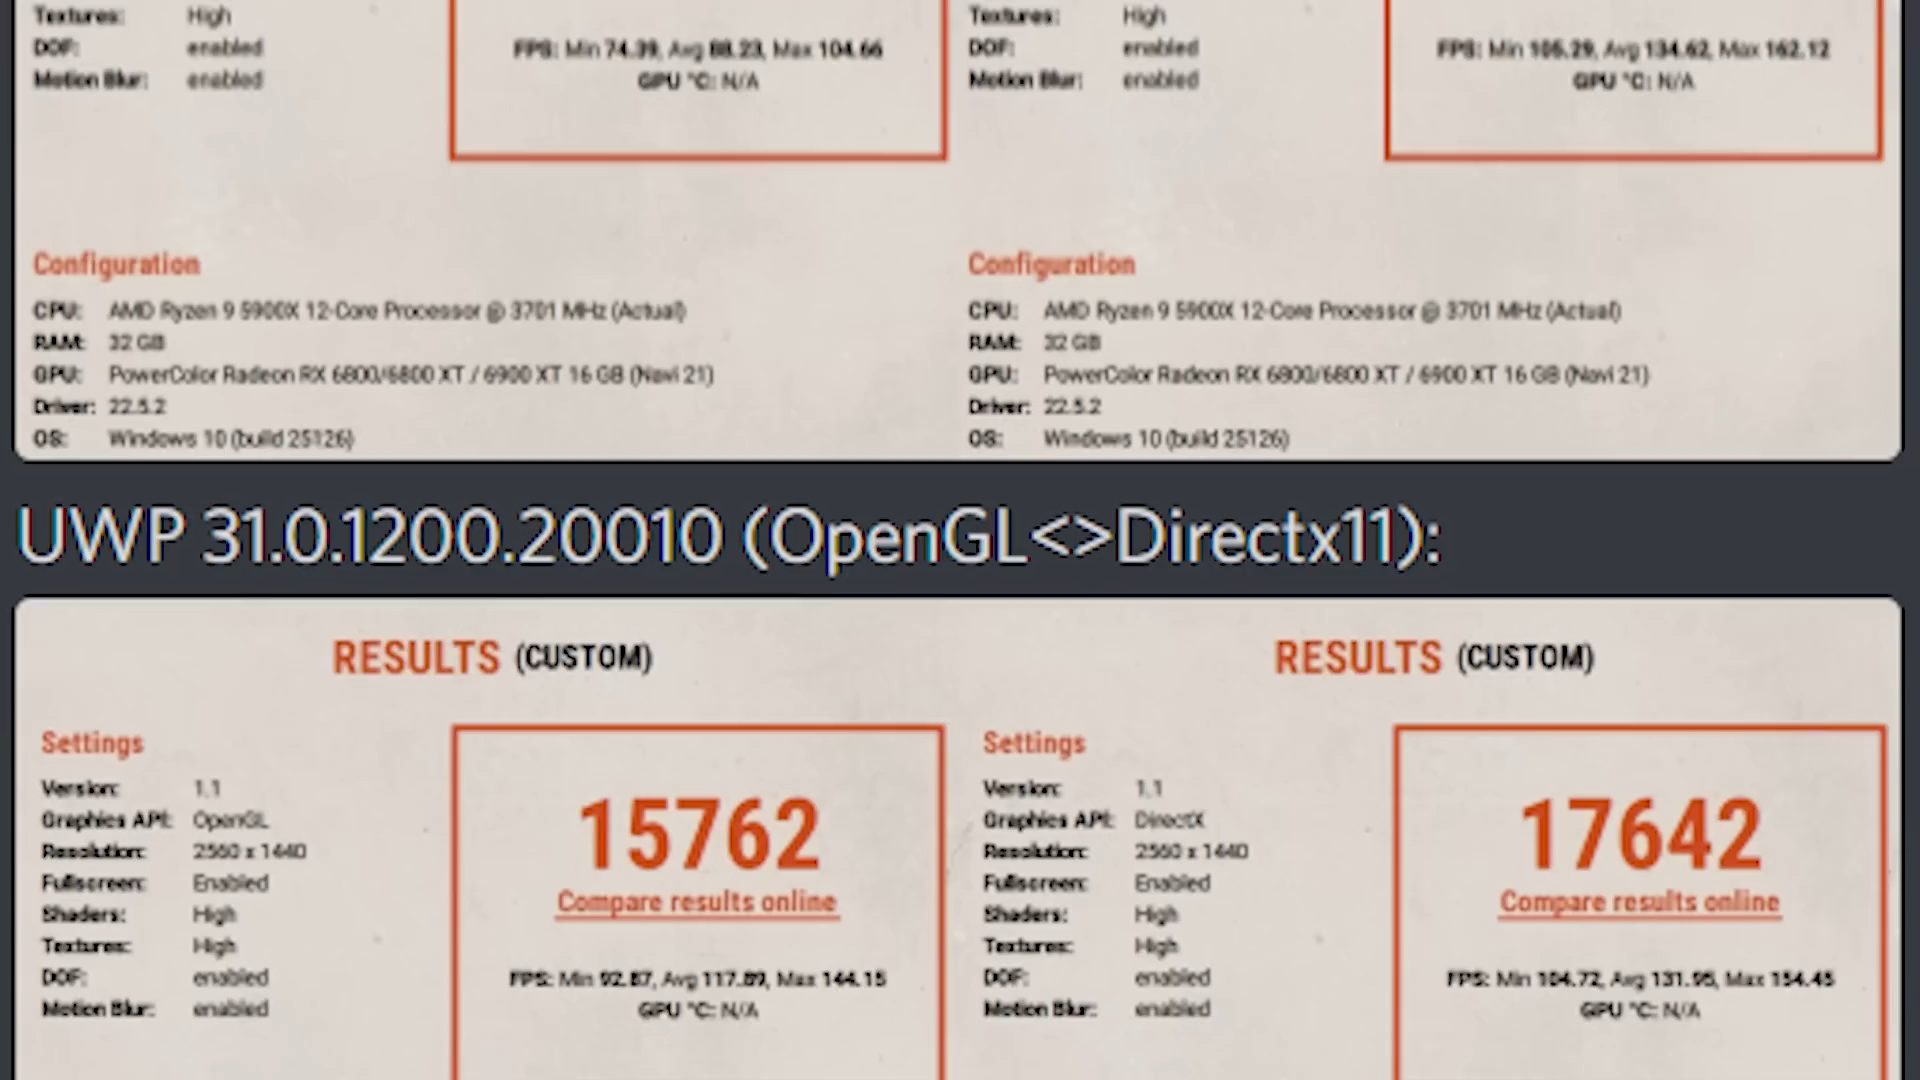 Textures: High
DOF: enabled
Motion Blur: enabled
FPS: Min 74.39, Avg 88.23, Max 104.66
GPU °C: N/A
Textures: High
DOF: enabled
Motion Blur: enabled
FPS: Min 105.29, Avg 134.62, Max 162.12
GPU °C: N/A
Configuration
CPU: AMD Ryzen 9 5900X 12-Core Processor @ 3701 MHz (Actual)
RAM: 32 GB
GPU: PowerColor Radeon RX 6800/6800 XT / 6900 XT 16 GB (Navi 21)
Driver: 22.5.2
OS: Windows 10 (build 25126)
Configuration
CPU: AMD Ryzen 9 5900X 12-Core Processor @ 3701 MHz (Actual)
RAM: 32 GB
GPU: PowerColor Radeon RX 6800/6800 XT / 6900 XT 16 GB (Navi 21)
Driver: 22.5.2
OS: Windows 10 (build 25126)
UWP 31.0.1200.20010 (OpenGL<>Directx11):
RESULTS (CUSTOM)
Settings
Version: 1.1
Graphics API: OpenGL
Resolution: 2560 x 1440
Fullscreen: Enabled
Shaders: High
Textures: High
DOF: enabled
Motion Blur: enabled
15762
Compare results online
FPS: Min 92.87, Avg 117.89, Max 144.15
GPU °C: N/A
RESULTS (CUSTOM)
Settings
Version: 1.1
Graphics API: DirectX
Resolution: 2560 x 1440
Fullscreen: Enabled
Shaders: High
Textures: High
DOF: enabled
Motion Blur: enabled
17642
Compare results online
FPS: Min 104.72, Avg 131.95, Max 154.45
GPU °C: N/A